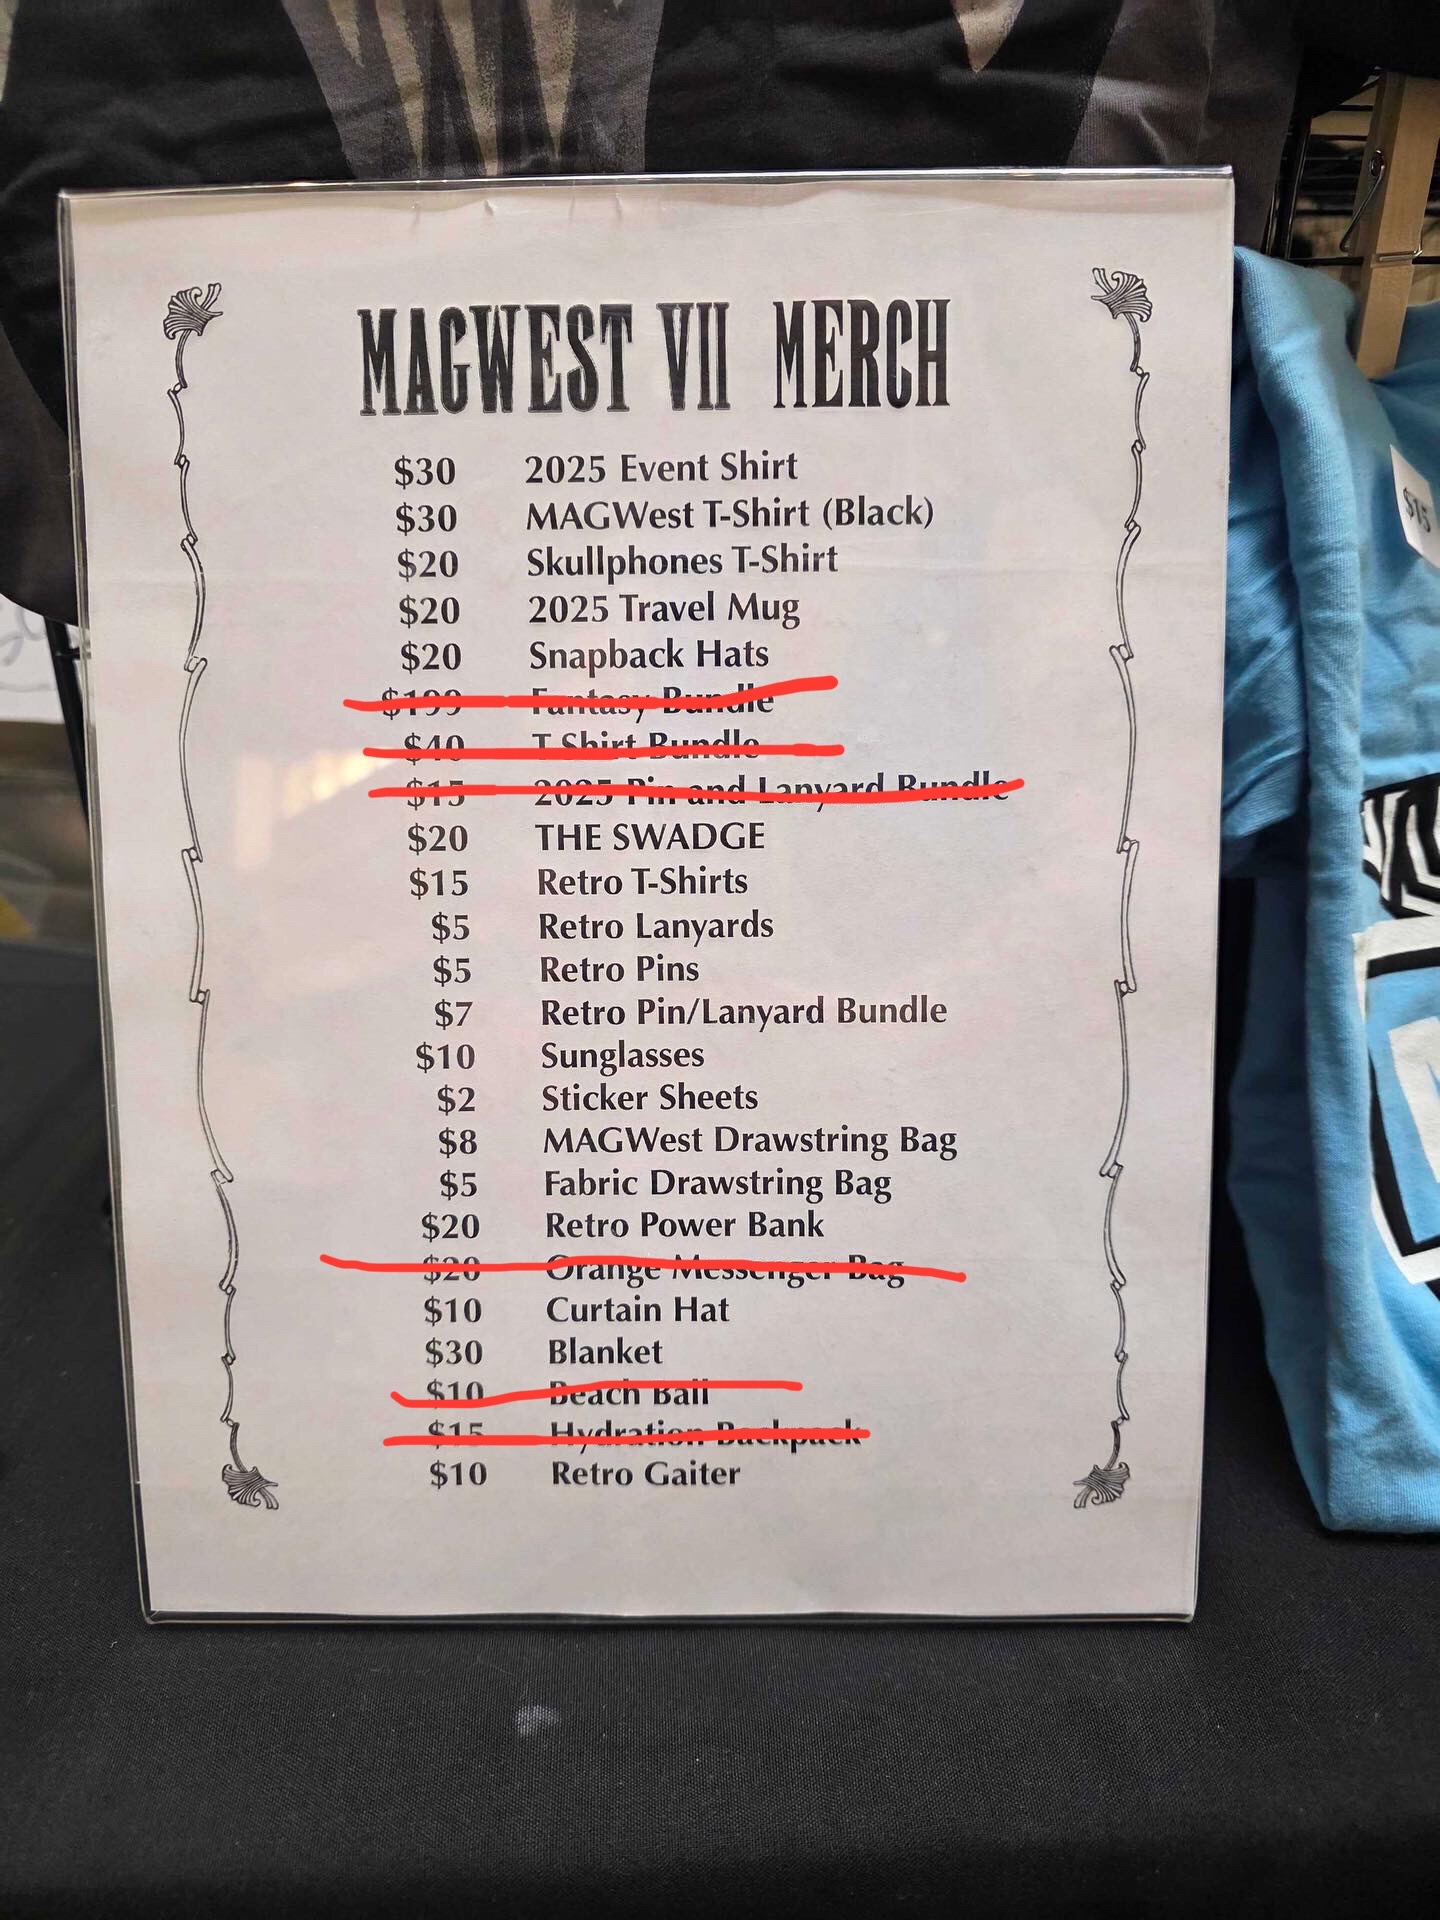 MAGWEST VII MERCH
$30 2025 Event Shirt
$30 MAGWest T-Shirt (Black)
$20 Skullphones T-Shirt
$20 2025 Travel Mug
$20 Snapback Hats
$199 Fantasy Bundle
$40 T-Shirt Bundle
$15 2025 Pin and Lanyard Bundle
$20 THE SWADGE
$15 Retro T-Shirts
$5 Retro Lanyards
$5 Retro Pins
$7 Retro Pin/Lanyard Bundle
$10 Sunglasses
$2 Sticker Sheets
$8 MAGWest Drawstring Bag
$5 Fabric Drawstring Bag
$20 Retro Power Bank
$20 Orange Messenger Bag
$10 Curtain Hat
$30 Blanket
$10 Beach Ball
$15 Hydration Backpack
$10 Retro Gaiter
$15